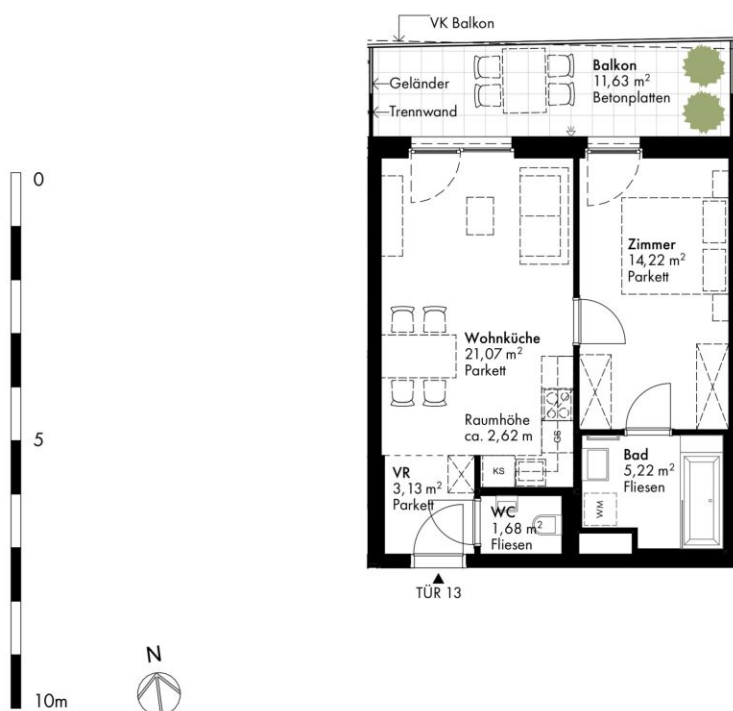 VK Balkon
Balkon
11,63 m²
Betonplatten
Geländer
Trennwand
0
Zimmer
14,22 m²
Parkett
Wohnküche
21,07 m²
Parkett
Raumhöhe
ca. 2,62 m
GS
5
KS
VR
3,13 m²
Parkett
Bad
5,22 m²
Fliesen
WM
WC
1,68 m²
Fliesen
TÜR 13
N
10m